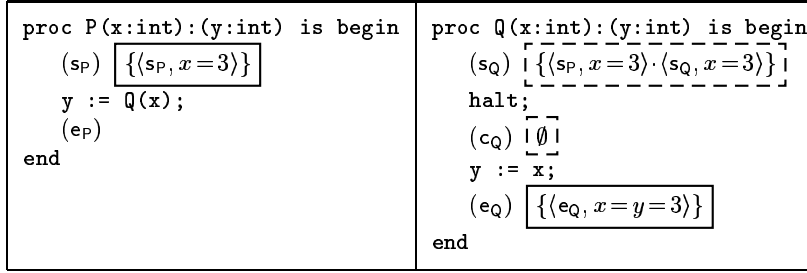 proc P(x:int):(y:int) is begin
(s_P) {⟨s_P, x=3⟩}
y := Q(x);
(e_P)
end
proc Q(x:int):(y:int) is begin
(s_Q) {⟨s_P, x=3⟩·⟨s_Q, x=3⟩}
halt;
(c_Q) ∅
y := x;
(e_Q) {⟨e_Q, x=y=3⟩}
end